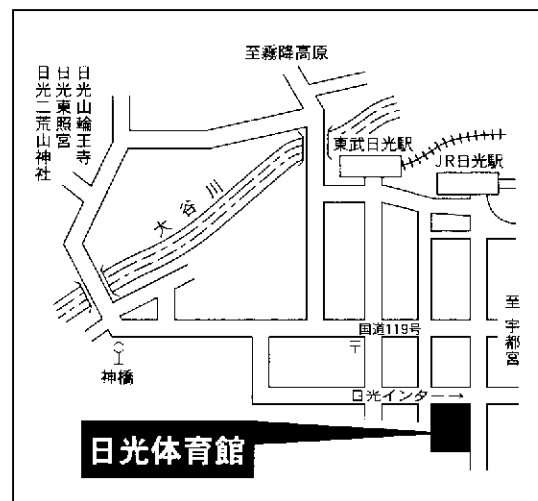 至霧降高原
日光山輪王寺
日光東照宮
日光二荒山神社
東武日光駅
JR日光駅
大谷川
至宇都宮
国道119号
〒
神橋
日光インター→
日光体育館